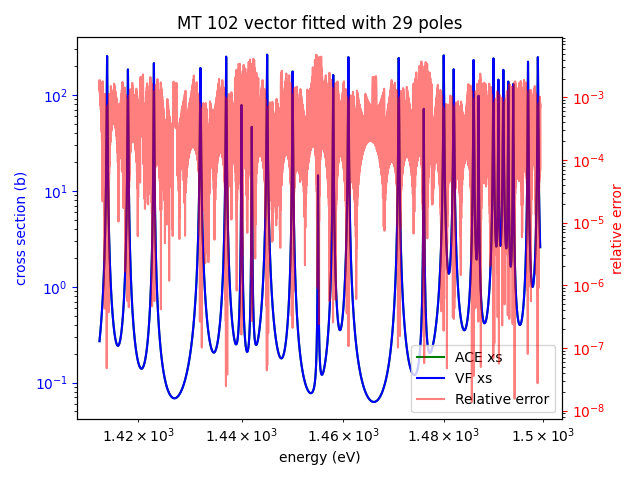 MT 102 vector fitted with 29 poles
cross section (b)
10²
10¹
10⁰
10⁻¹
10⁻³
10⁻⁴
10⁻⁵
10⁻⁶
10⁻⁷
10⁻⁸
relative error
ACE xs
VF xs
Relative error
1.42 × 10³ 1.44 × 10³ 1.46 × 10³ 1.48 × 10³ 1.5 × 10³
energy (eV)